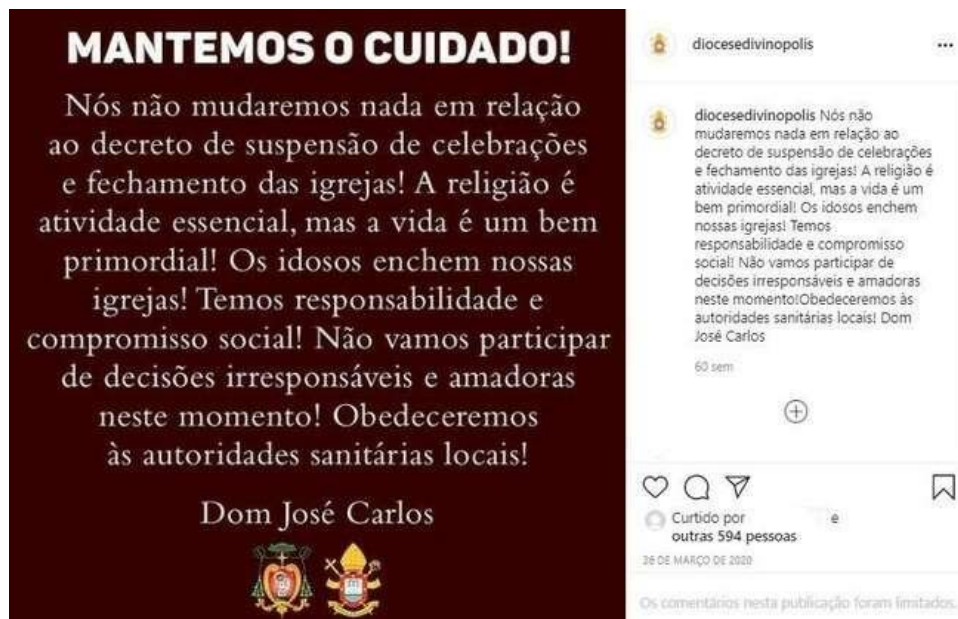 MANTEMOS O CUIDADO!
Nós não mudaremos nada em relação
ao decreto de suspensão de celebrações
e fechamento das igrejas! A religião é
atividade essencial, mas a vida é um bem
primordial! Os idosos enchem nossas
igrejas! Temos responsabilidade e
compromisso social! Não vamos participar
de decisões irresponsáveis e amadoras
neste momento! Obedeceremos
às autoridades sanitárias locais!
Dom José Carlos
diocesedivinopolis
diocesedivinopolis Nós não
mudaremos nada em relação ao
decreto de suspensão de celebrações
e fechamento das igrejas! A religião é
atividade essencial, mas a vida é um
bem primordial! Os idosos enchem
nossas igrejas! Temos
responsabilidade e compromisso
social! Não vamos participar de
decisões irresponsáveis e amadoras
neste momento!Obedeceremos às
autoridades sanitárias locais! Dom
José Carlos
60 sem
Curtido por e
outras 594 pessoas
26 DE MARÇO DE 2020
Os comentários nesta publicação foram limitados.